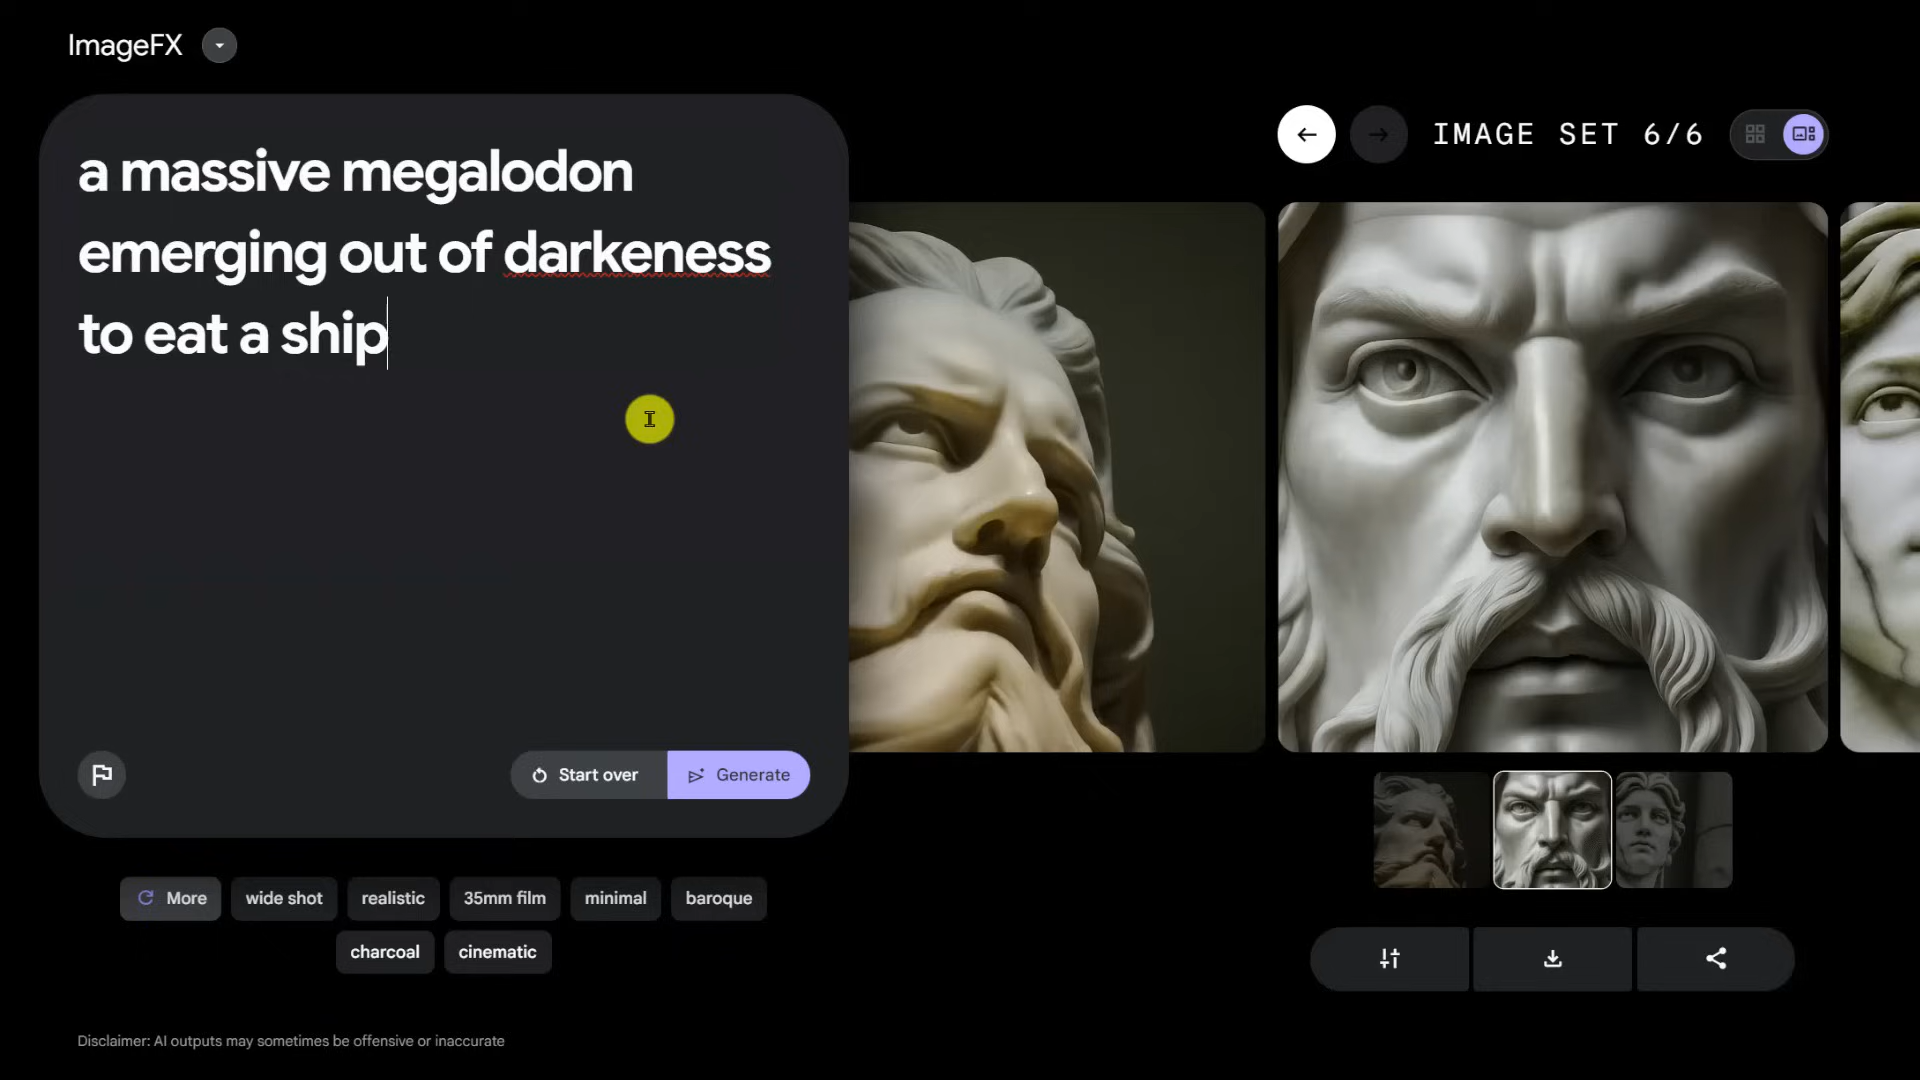 ImageFX
a massive megalodon
emerging out of darkeness
to eat a ship
Start over
Generate
More
wide shot
realistic
35mm film
minimal
baroque
charcoal
cinematic
Disclaimer: AI outputs may sometimes be offensive or inaccurate
IMAGE SET 6/6